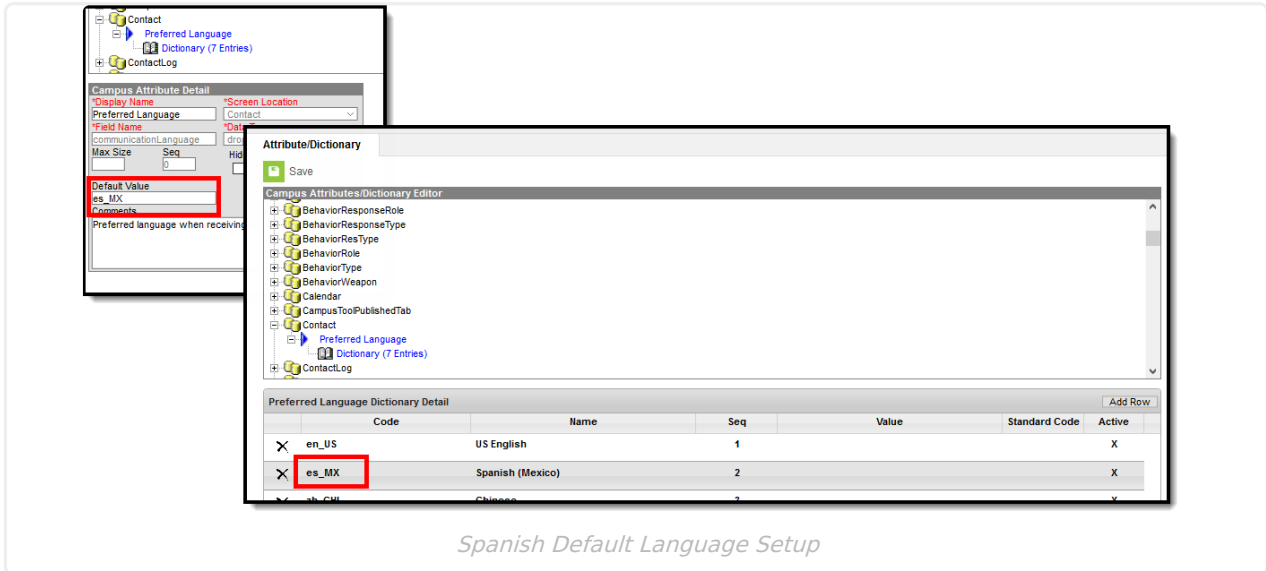 Contact
Preferred Language
Dictionary (7 Entries)
ContactLog
Campus Attribute Detail
*Display Name *Screen Location
Preferred Language Contact
*Field Name
communicationLanguage
Max Size Seq
0
Default Value
es_MX
Comments
Preferred language when receiving
Attribute/Dictionary
Save
Campus Attributes/Dictionary Editor
BehaviorResponseRole
BehaviorResponseType
BehaviorResType
BehaviorRole
BehaviorType
BehaviorWeapon
Calendar
CampusToolPublishedTab
Contact
Preferred Language
Dictionary (7 Entries)
ContactLog
Preferred Language Dictionary Detail Add Row
Code Name Seq Value Standard Code Active
X en_US US English 1 X
X es_MX Spanish (Mexico) 2 X
zh_CHI Chinese
Spanish Default Language Setup